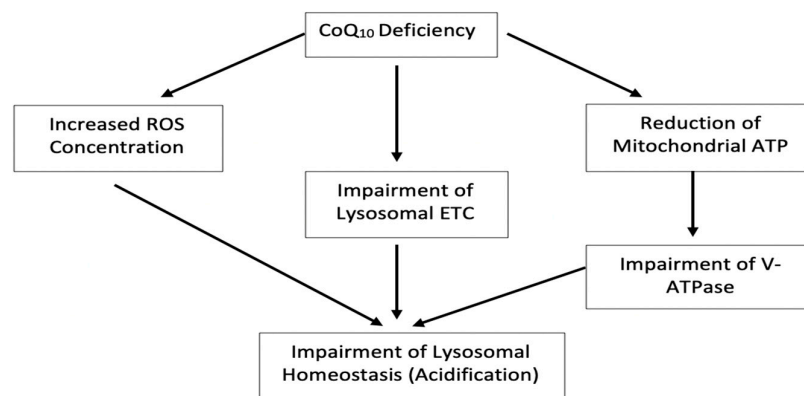 CoQ₁₀ Deficiency
Increased ROS
Concentration
Reduction of
Mitochondrial ATP
Impairment of
Lysosomal ETC
Impairment of V-
ATPase
Impairment of Lysosomal
Homeostasis (Acidification)